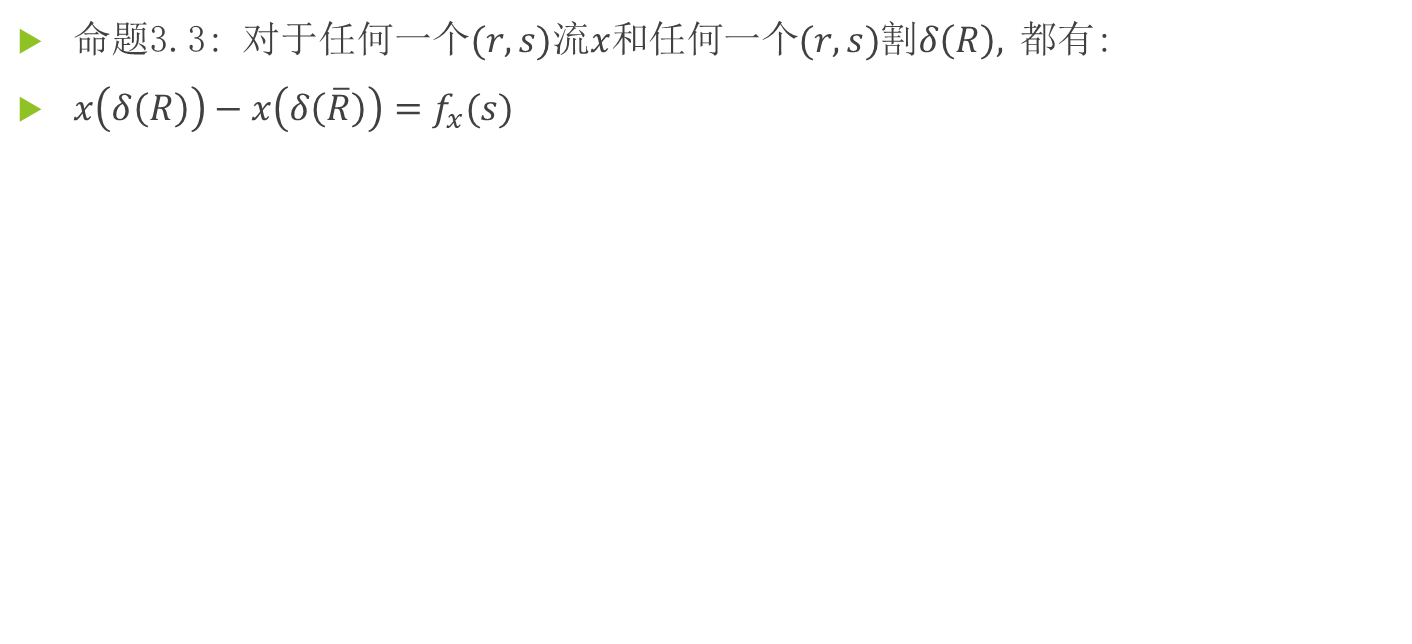 命题3.3: 对于任何一个(r, s)流x和任何一个(r, s)割δ(R), 都有:
x(δ(R)) − x(δ(R̄)) = fₓ(s)